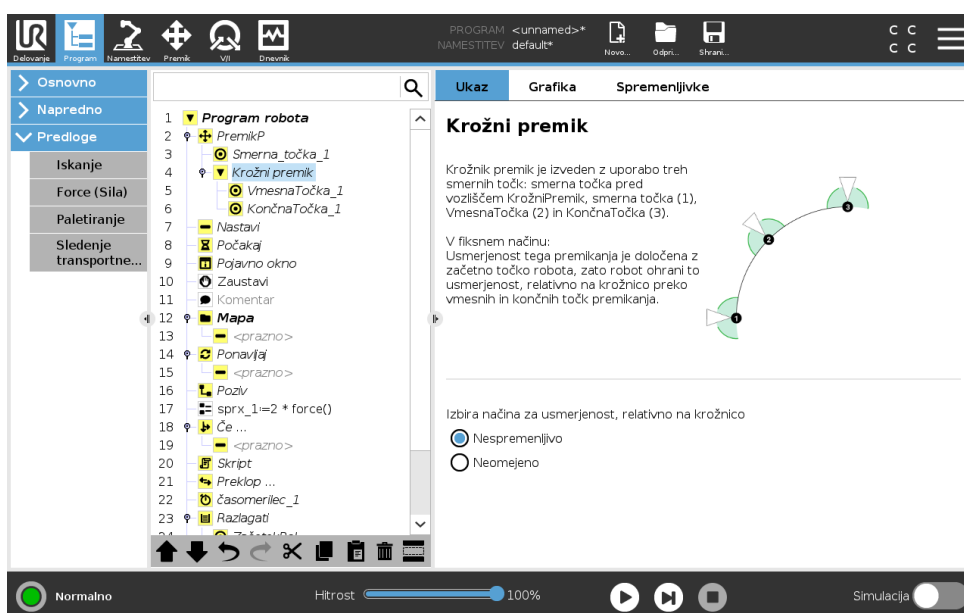 PROGRAM <unnamed>*
NAMESTITEV default*
Delovanje
Program
Namestitev
Premik
V/I
Dnevnik
Novo...
Odpri...
Shrani...
C C
C C
Osnovno
Napredno
Predloge
Iskanje
Force (Sila)
Paletiranje
Sledenje
transportne...
1 Program robota
2 PremikP
3 Smerna_točka_1
4 Krožni premik
5 VmesnaTočka_1
6 KončnaTočka_1
7 Nastavi
8 Počakaj
9 Pojavno okno
10 Zaustavi
11 Komentar
12 Mapa
13 <prazno>
14 Ponavljaj
15 <prazno>
16 Poziv
17 sprx_1:=2 * force()
18 Če ...
19 <prazno>
20 Skript
21 Preklop ...
22 časomerilec_1
23 Razlagati
Ukaz
Grafika
Spremenljivke
Krožni premik
Krožnik premik je izveden z uporabo treh
smernih točk: smerna točka pred
vozliščem KrožniPremik, smerna točka (1),
VmesnaTočka (2) in KončnaTočka (3).
V fiksnem načinu:
Usmerjenost tega premikanja je določena z
začetno točko robota, zato robot ohrani to
usmerjenost, relativno na krožnico preko
vmesnih in končnih točk premikanja.
3
2
1
Izbira načina za usmerjenost, relativno na krožnico
Nespremenljivo
Neomejeno
Normalno
Hitrost
100%
Simulacija